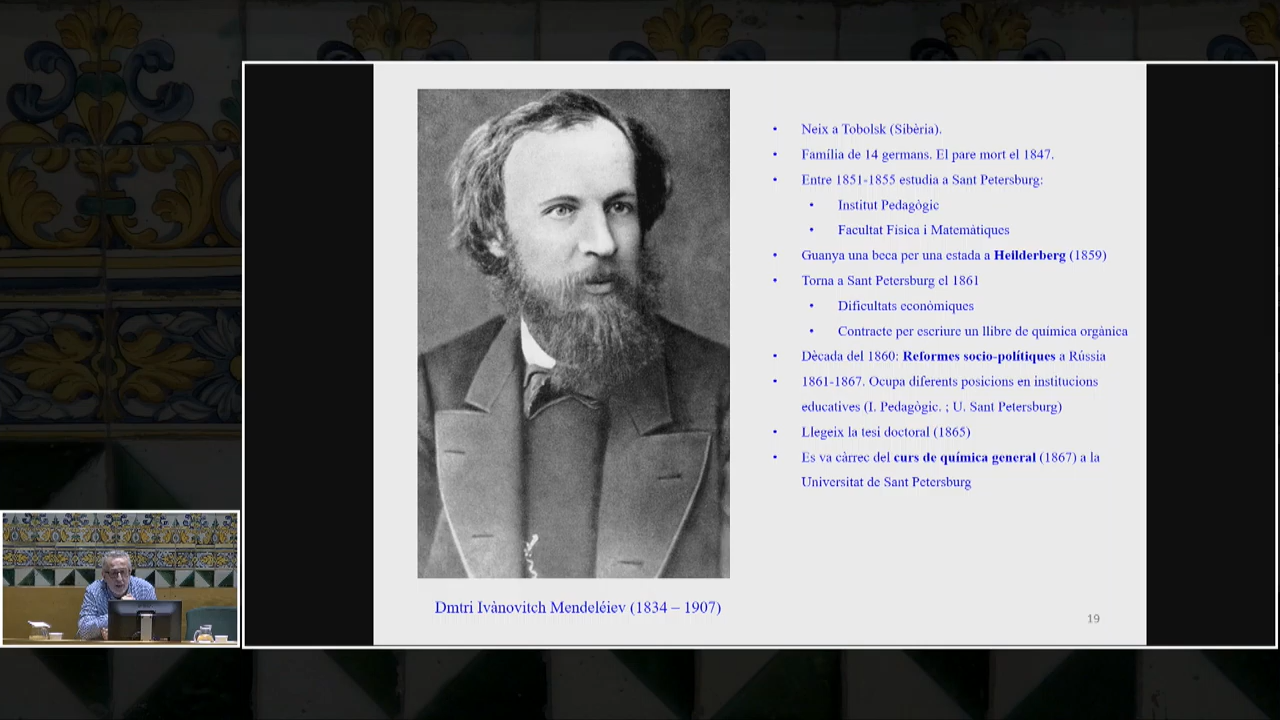 Neix a Tobolsk (Sibèria).
Família de 14 germans. El pare mort el 1847.
Entre 1851-1855 estudia a Sant Petersburg:
Institut Pedagògic
Facultat Física i Matemàtiques
Guanya una beca per una estada a Heilderberg (1859)
Torna a Sant Petersburg el 1861
Dificultats econòmiques
Contracte per escriure un llibre de química orgànica
Dècada del 1860: Reformes socio-polítiques a Rússia
1861-1867. Ocupa diferents posicions en institucions
educatives (I. Pedagògic. ; U. Sant Petersburg)
Llegeix la tesi doctoral (1865)
Es va càrrec del curs de química general (1867) a la
Universitat de Sant Petersburg
Dmtri Ivànovitch Mendeléiev (1834 – 1907)
19